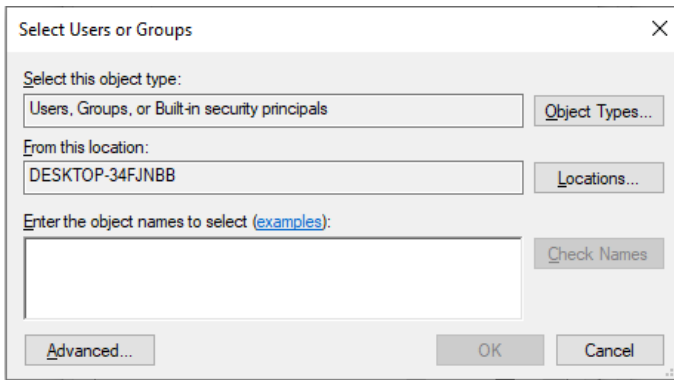 Select Users or Groups
Select this object type:
Users, Groups, or Built-in security principals
Object Types...
From this location:
DESKTOP-34FJNBB
Locations...
Enter the object names to select (examples):
Check Names
Advanced...
OK
Cancel